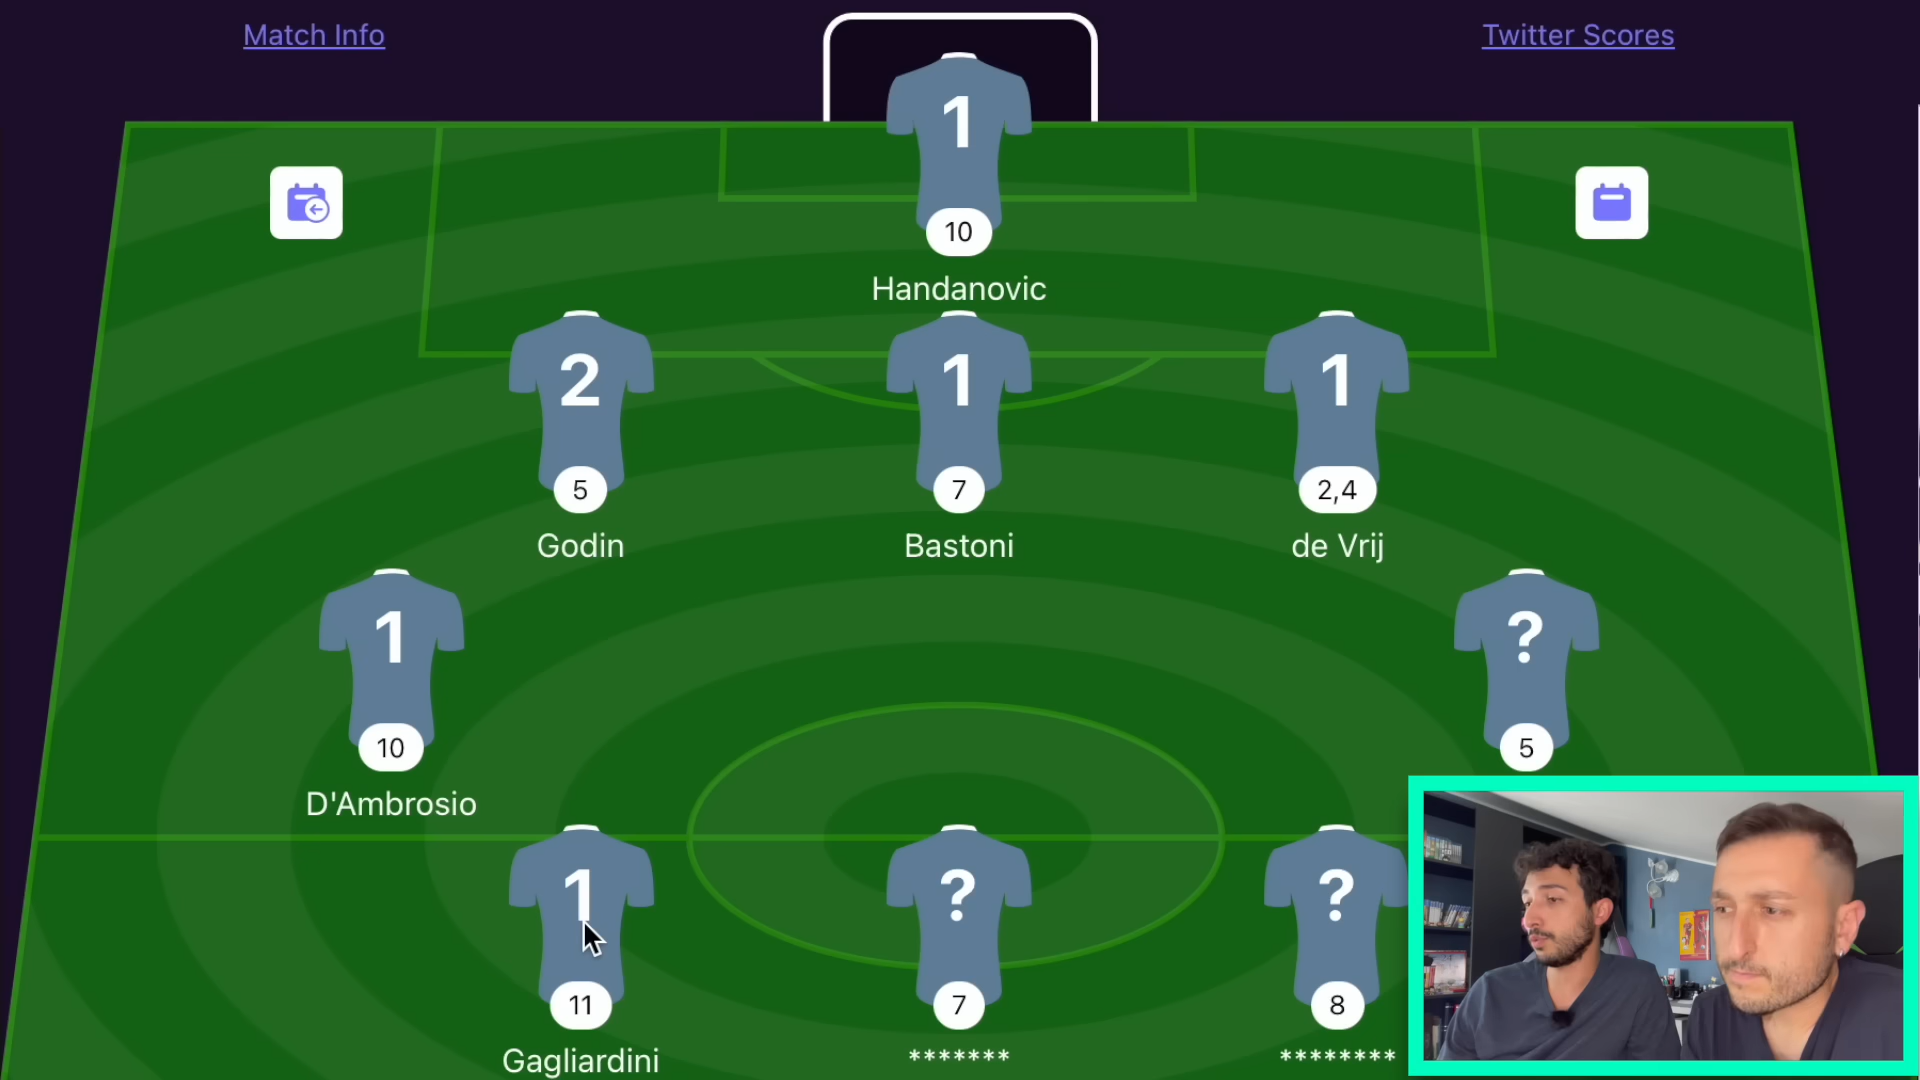 Match Info
Twitter Scores
1
10
Handanovic
2
1
1
5
7
2,4
Godin
Bastoni
de Vrij
1
?
10
5
D'Ambrosio
1
?
?
11
7
8
Gagliardini
*******
********